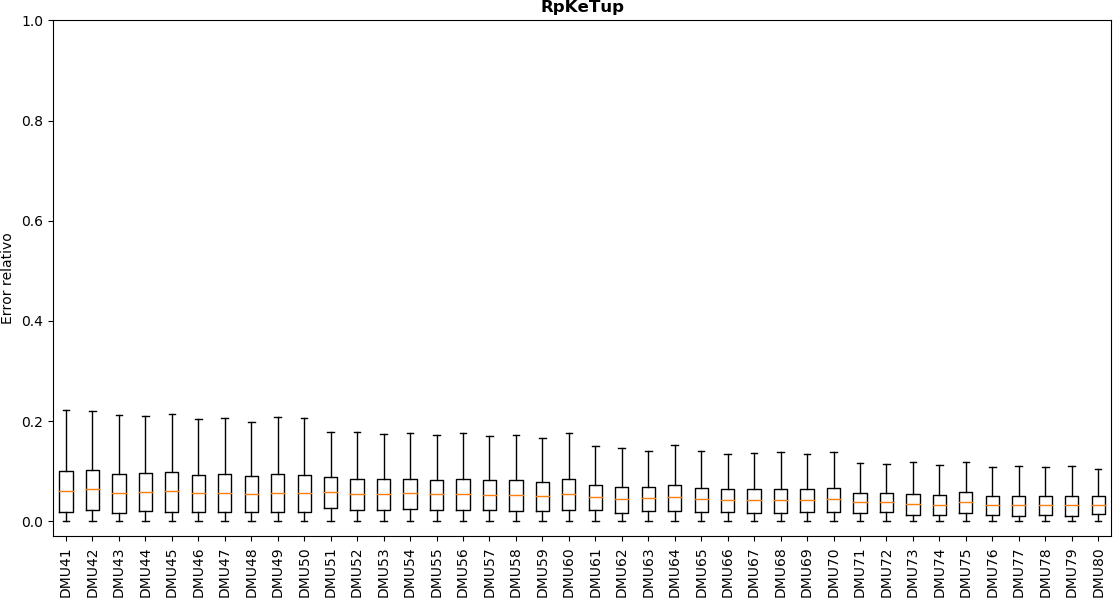 RpKeTup
1.0
0.8
0.6
0.4
0.2
0.0
Error relativo
DMU41
DMU42
DMU43
DMU44
DMU45
DMU46
DMU47
DMU48
DMU49
DMU50
DMU51
DMU52
DMU53
DMU54
DMU55
DMU56
DMU57
DMU58
DMU59
DMU60
DMU61
DMU62
DMU63
DMU64
DMU65
DMU66
DMU67
DMU68
DMU69
DMU70
DMU71
DMU72
DMU73
DMU74
DMU75
DMU76
DMU77
DMU78
DMU79
DMU80